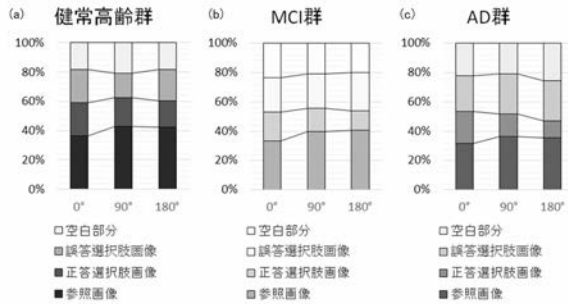 (a) 健常高齢群
100%
80%
60%
40%
20%
0%
0° 90° 180°
□空白部分
■誤答選択肢画像
■正答選択肢画像
■参照画像
(b) MCI群
100%
80%
60%
40%
20%
0%
0° 90° 180°
□空白部分
□誤答選択肢画像
□正答選択肢画像
■参照画像
(c) AD群
100%
80%
60%
40%
20%
0%
0° 90° 180°
□空白部分
□誤答選択肢画像
■正答選択肢画像
■参照画像